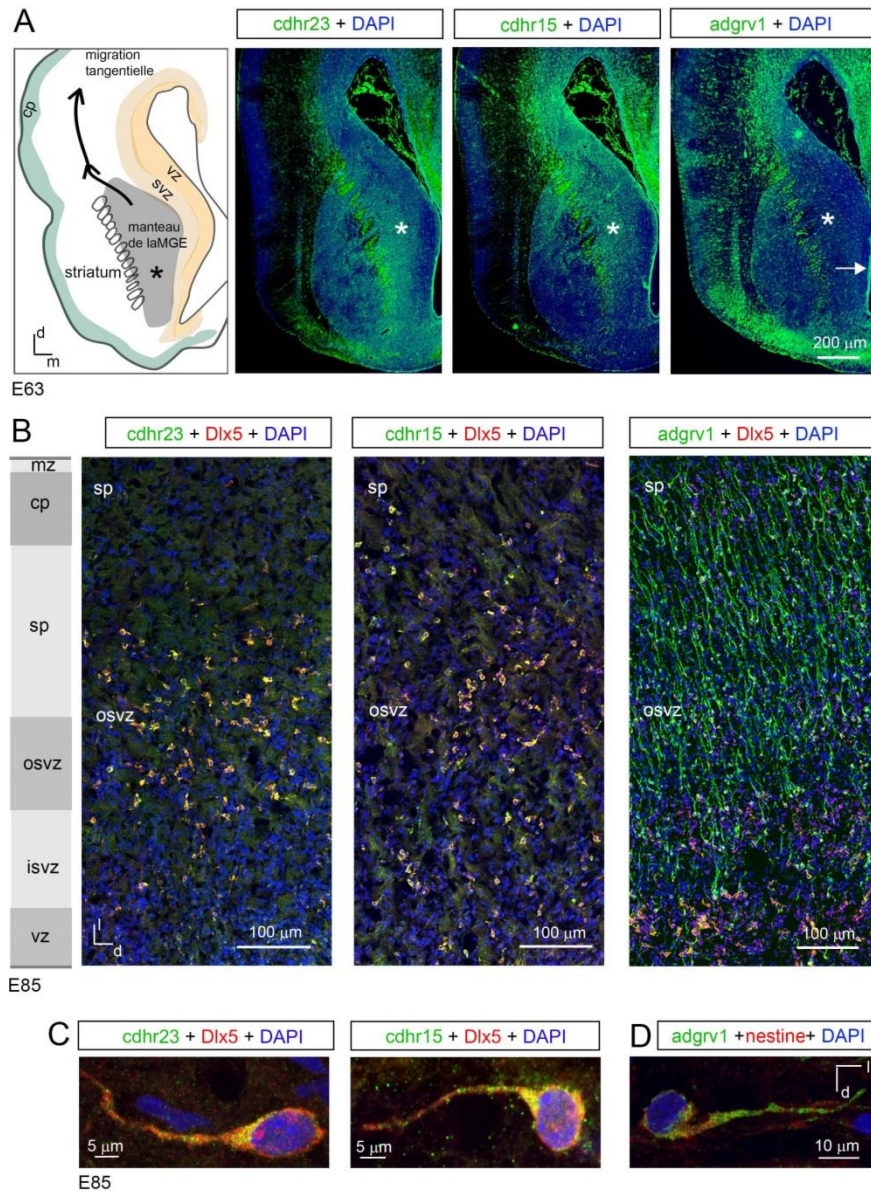 A
migration
tangentielle
cp
vz
svz
manteau
de laMGE
striatum
*
d
m
E63
cdhr23 + DAPI
*
cdhr15 + DAPI
*
adgrv1 + DAPI
*
200 µm
B
cdhr23 + Dlx5 + DAPI
cdhr15 + Dlx5 + DAPI
adgrv1 + Dlx5 + DAPI
mz
cp
sp
osvz
isvz
vz
E85
sp
osvz
l
d
100 µm
sp
osvz
100 µm
sp
osvz
100 µm
C
cdhr23 + Dlx5 + DAPI
5 µm
E85
cdhr15 + Dlx5 + DAPI
5 µm
D
adgrv1 +nestine+ DAPI
l
d
10 µm